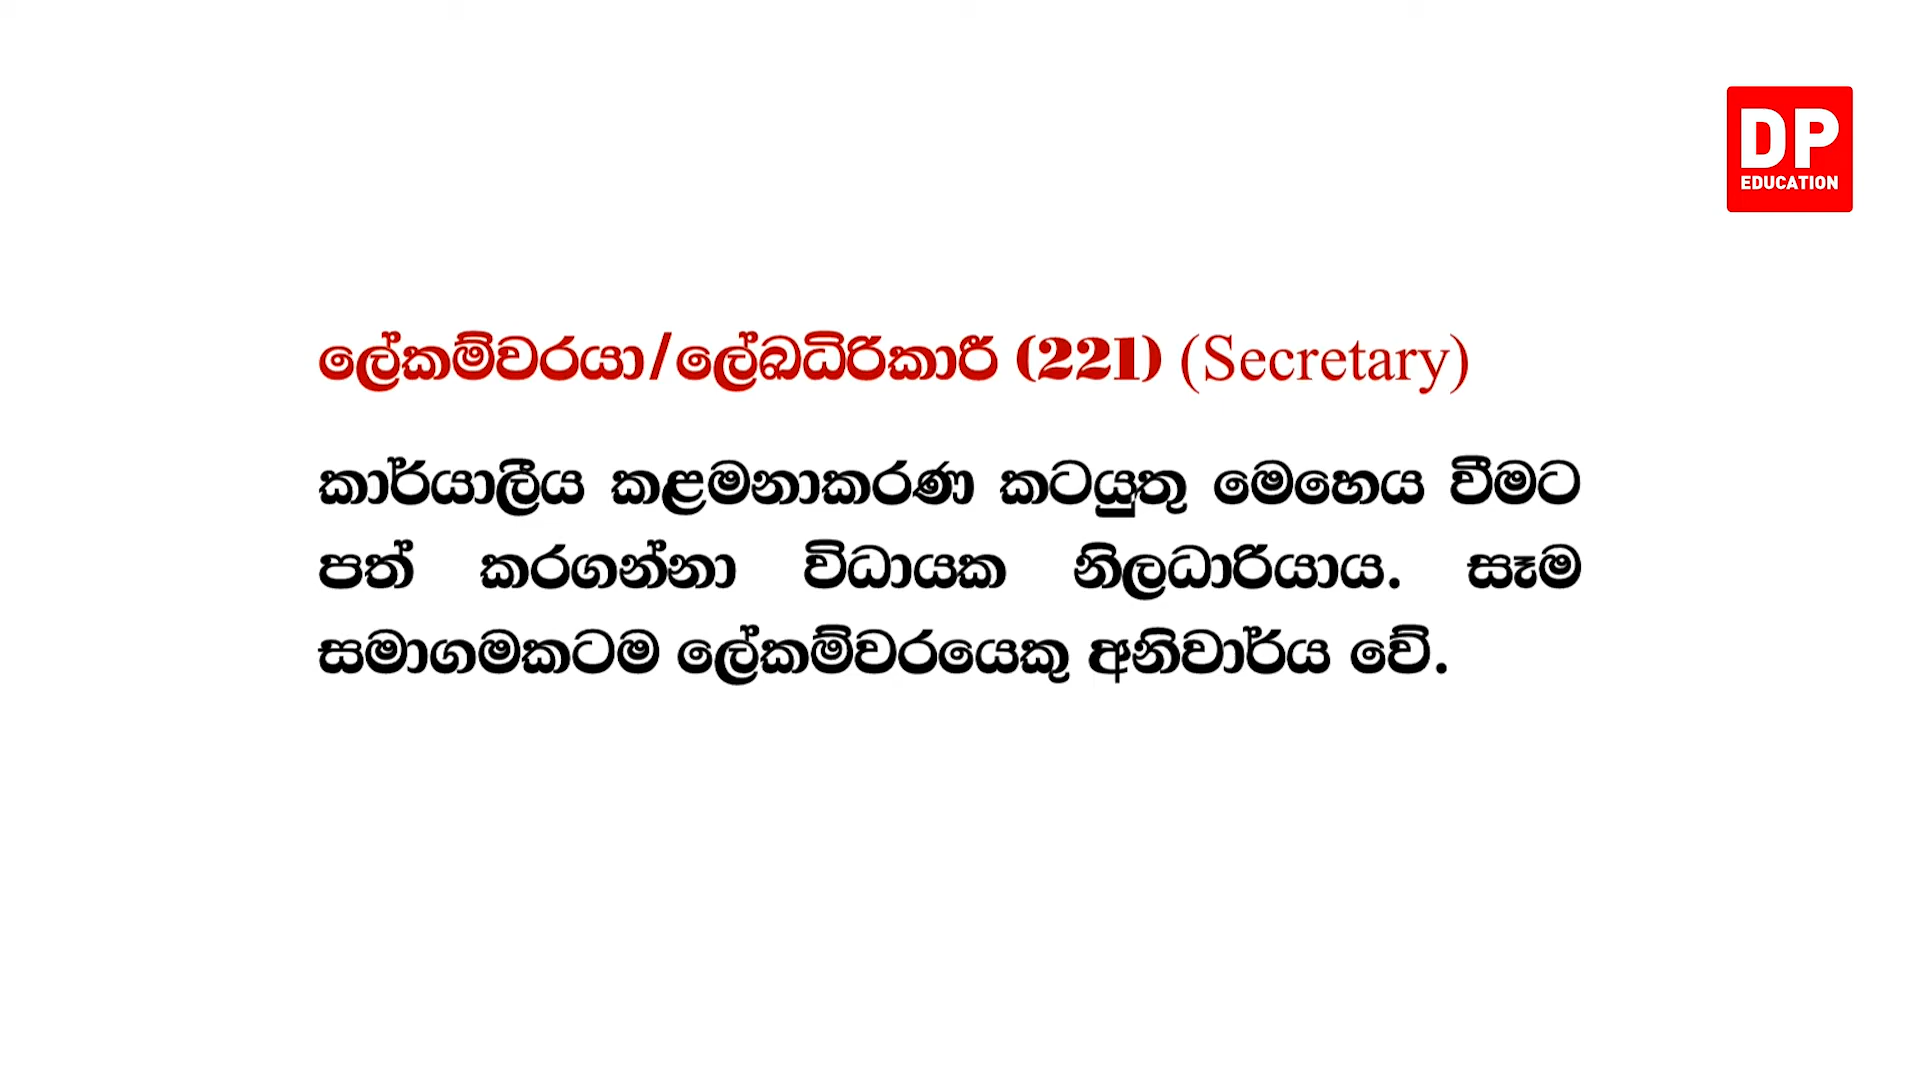 DP
EDUCATION
ලේකම්වරයා/ලේඛධිරිකාරී (221) (Secretary)
කාර්යාලීය කළමනාකරණ කටයුතු මෙහෙය වීමට
පත් කරගන්නා විධායක නිලධාරියාය. සෑම
සමාගමකටම ලේකම්වරයෙකු අනිවාර්ය වේ.